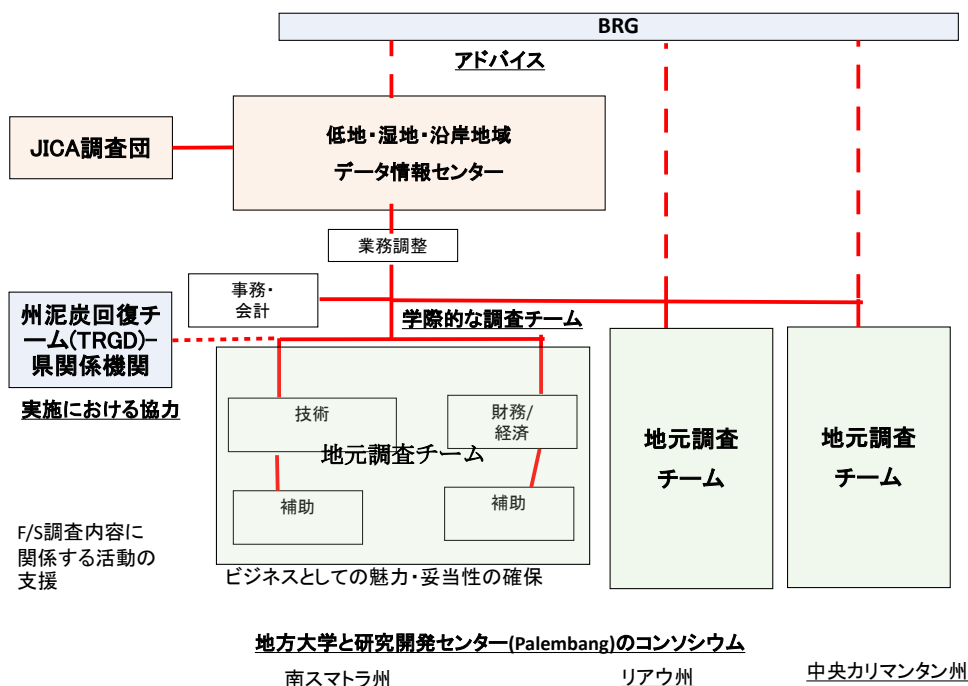 BRG
アドバイス
JICA調査団
低地・湿地・沿岸地域
データ情報センター
業務調整
事務・
会計
学際的な調査チーム
州泥炭回復チ
ーム(TRGD)–
県関係機関
実施における協力
技術
財務/
経済
地元調査チーム
補助
補助
地元調査
チーム
地元調査
チーム
F/S調査内容に
関係する活動の
支援
ビジネスとしての魅力・妥当性の確保
地方大学と研究開発センター(Palembang)のコンソシウム
南スマトラ州
リアウ州
中央カリマンタン州